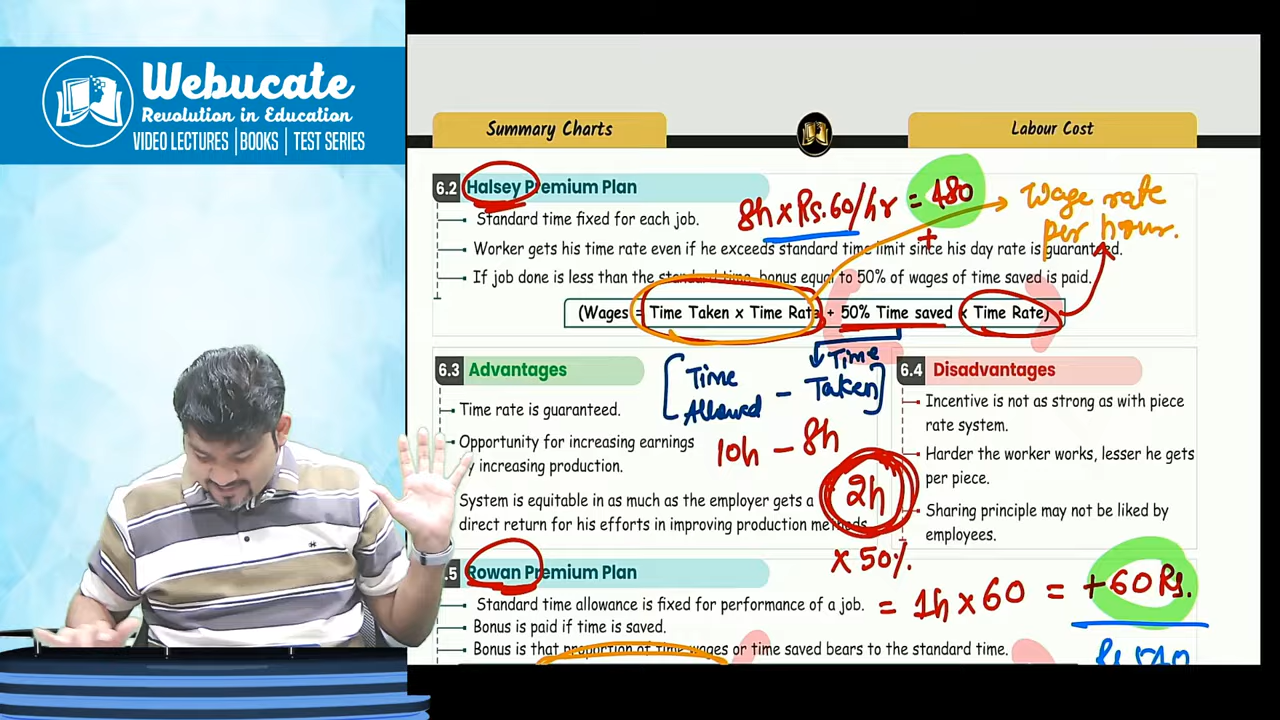 Webucate
Revolution in Education
VIDEO LECTURES | BOOKS | TEST SERIES
Summary Charts
Labour Cost
6.2 Halsey Premium Plan
8h x Rs.60/hr = 480
+
Wage rate
per hour.
Standard time fixed for each job.
Worker gets his time rate even if he exceeds standard time limit since his day rate is guaranteed.
If job done is less than the standard time, bonus equal to 50% of wages of time saved is paid.
(Wages = Time Taken x Time Rate + 50% Time saved x Time Rate)
[Time Allowed - Time Taken]
10h - 8h
2h
x 50%
= 1h x 60 = +60 Rs.
Rs 540
6.3 Advantages
Time rate is guaranteed.
Opportunity for increasing earnings
y increasing production.
System is equitable in as much as the employer gets a
direct return for his efforts in improving production methods.
6.4 Disadvantages
Incentive is not as strong as with piece
rate system.
Harder the worker works, lesser he gets
per piece.
Sharing principle may not be liked by
employees.
.5 Rowan Premium Plan
Standard time allowance is fixed for performance of a job.
Bonus is paid if time is saved.
Bonus is that proportion of time wages or time saved bears to the standard time.